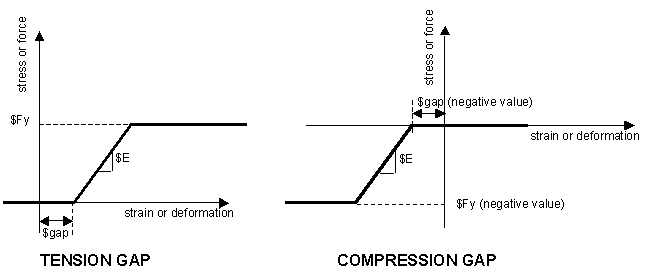 stress or force
$Fy
$E
strain or deformation
$gap
TENSION GAP
stress or force
$gap (negative value)
strain or deformation
$E
$Fy (negative value)
COMPRESSION GAP